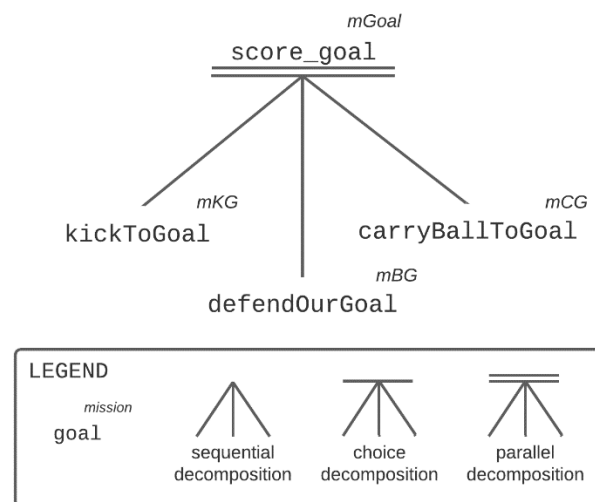 mGoal
score_goal
mKG
kickToGoal
mCG
carryBallToGoal
mBG
defendOurGoal
LEGEND
mission
goal
sequential
decomposition
choice
decomposition
parallel
decomposition